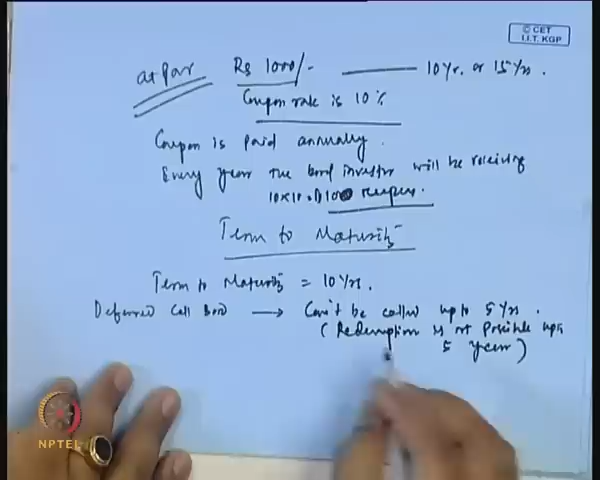 © CET
I.I.T. KGP
at Par Rs 1000/- 10 Yr. or 15 Yrs.
Coupon rate is 10%
Coupon is paid annually.
Every year the bond investor will be receiving
rupees.
Term to Maturity
Term to Maturity = 10 Yrs.
Deferred Call Bond → Can't be called up to 5 Yrs.
(Redemption is not possible upto
5 years)
NPTEL